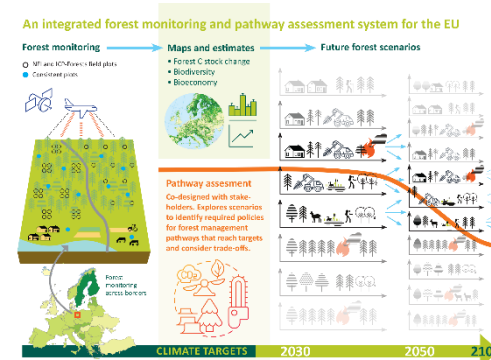 An integrated forest monitoring and pathway assessment system for the EU
Forest monitoring
Maps and estimates
Future forest scenarios
NFI and ICP-Forests field plots
Consistent plots
• Forest C stock change
• Biodiversity
• Bioeconomy
Pathway assesment
Co-designed with stake-
holders. Explores scenarios
to identify required policies
for forest management
pathways that reach targets
and consider trade-offs.
Forest
monitoring
across borders
CLIMATE TARGETS
2030
2050
210